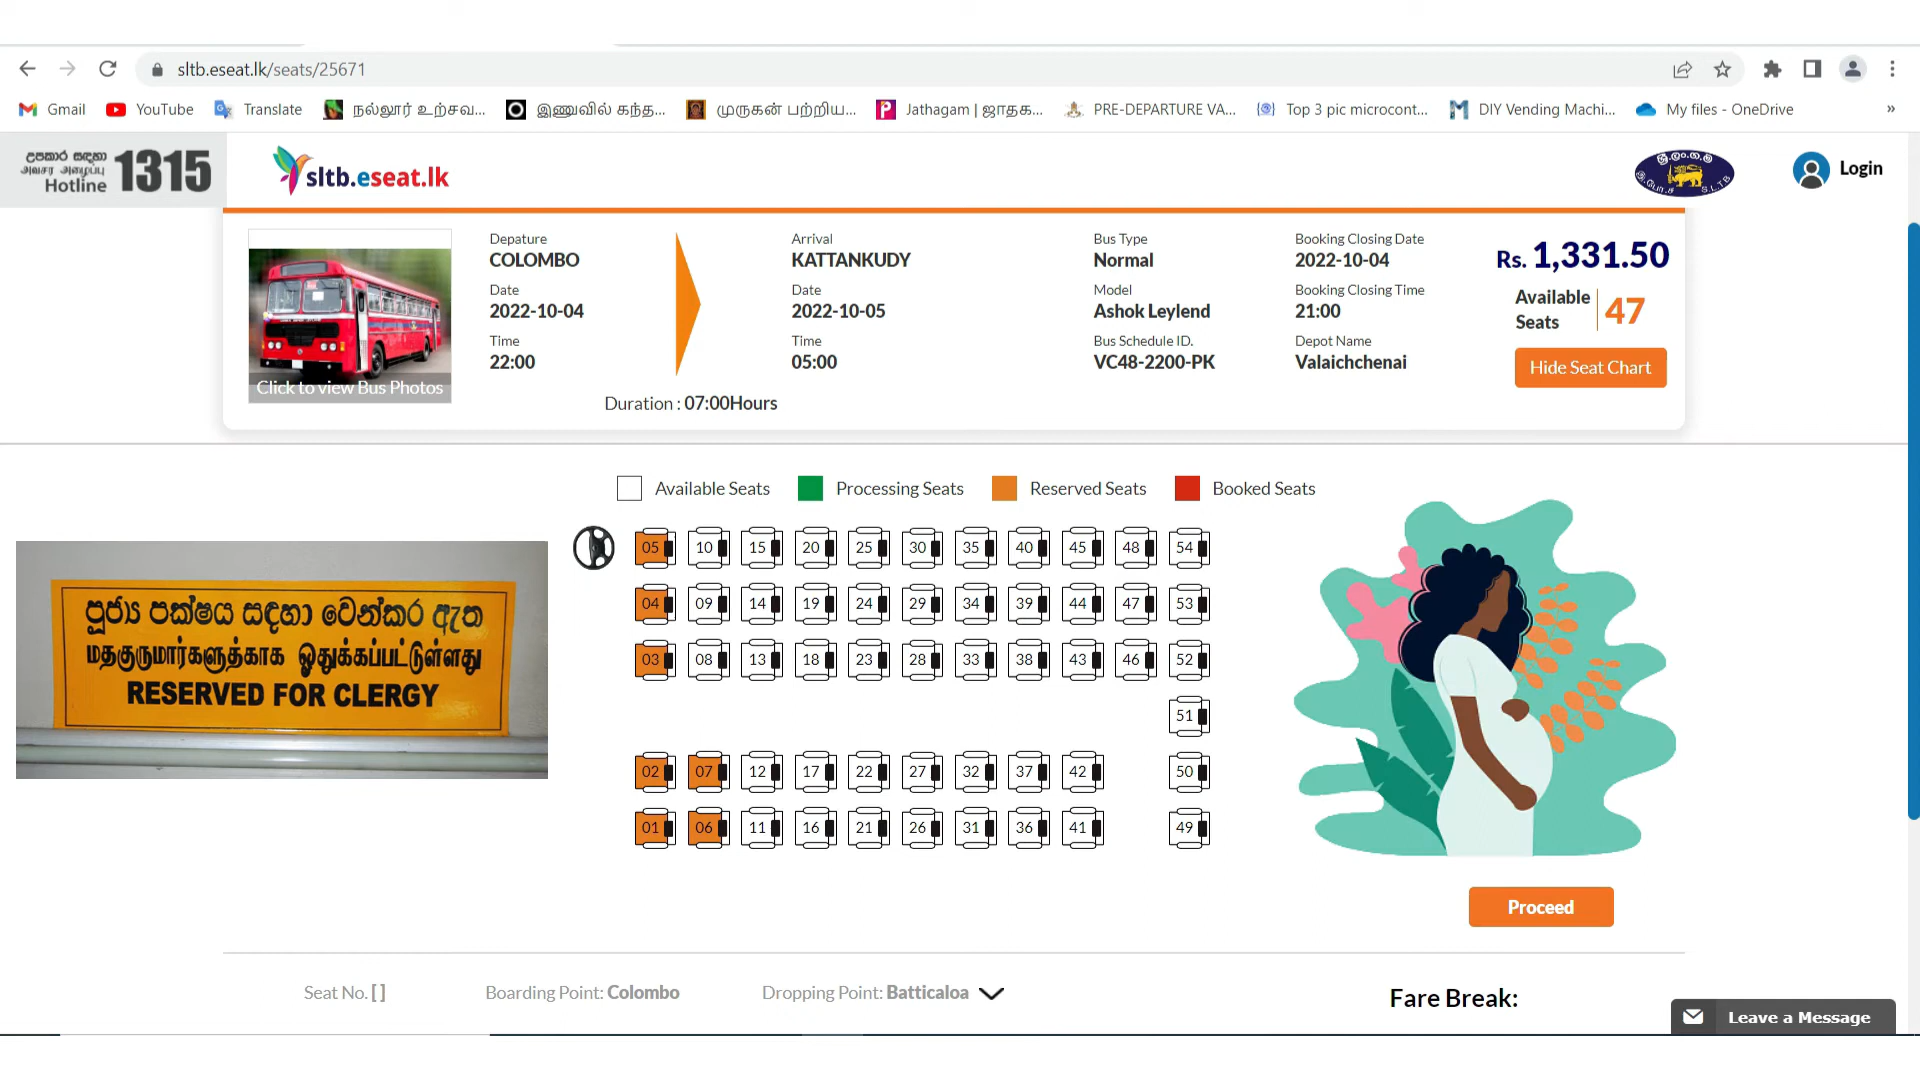 sltb.eseat.lk/seats/25671
Gmail YouTube Translate நல்லூர் உற்சவ... இணுவில் கந்த... முருகன் பற்றிய... Jathagam | ஜாதக... PRE-DEPARTURE VA... Top 3 pic microcont... DIY Vending Machi... My files - OneDrive »
උපකාර සඳහා
அவசர அழைப்பு
Hotline 1315
sltb.eseat.lk
ශ්‍රී.ලං.ග.ම
இ.போ.ச S.L.T.B
Login
Depature
COLOMBO
Date
2022-10-04
Time
22:00
Arrival
KATTANKUDY
Date
2022-10-05
Time
05:00
Duration : 07:00Hours
Bus Type
Normal
Model
Ashok Leylend
Bus Schedule ID.
VC48-2200-PK
Booking Closing Date
2022-10-04
Booking Closing Time
21:00
Depot Name
Valaichchenai
Rs. 1,331.50
Available
Seats 47
Hide Seat Chart
Click to view Bus Photos
Available Seats Processing Seats Reserved Seats Booked Seats
05 10 15 20 25 30 35 40 45 48 54
04 09 14 19 24 29 34 39 44 47 53
03 08 13 18 23 28 33 38 43 46 52
51
02 07 12 17 22 27 32 37 42 50
01 06 11 16 21 26 31 36 41 49
පූජ්‍ය පක්ෂය සඳහා වෙන්කර ඇත
மதகுருமார்களுக்காக ஒதுக்கப்பட்டுள்ளது
RESERVED FOR CLERGY
Proceed
Seat No. [ ] Boarding Point: Colombo Dropping Point: Batticaloa
Fare Break:
Leave a Message